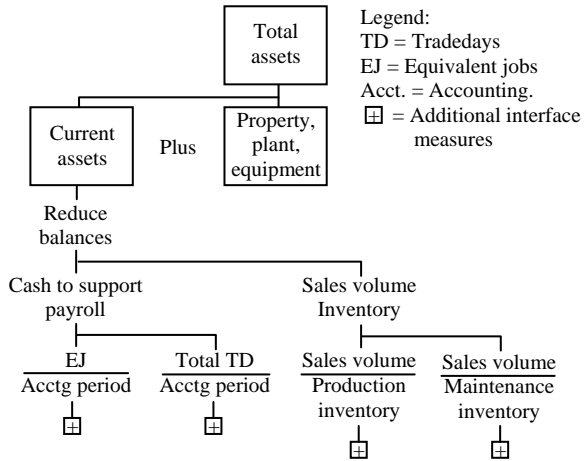 Total
assets
Legend:
TD = Tradedays
EJ = Equivalent jobs
Acct. = Accounting.
+ = Additional interface
measures
Current
assets
Plus
Property,
plant,
equipment
Reduce
balances
Cash to support
payroll
Sales volume
Inventory
EJ
Acctg period
+
Total TD
Acctg period
+
Sales volume
Production
inventory
+
Sales volume
Maintenance
inventory
+